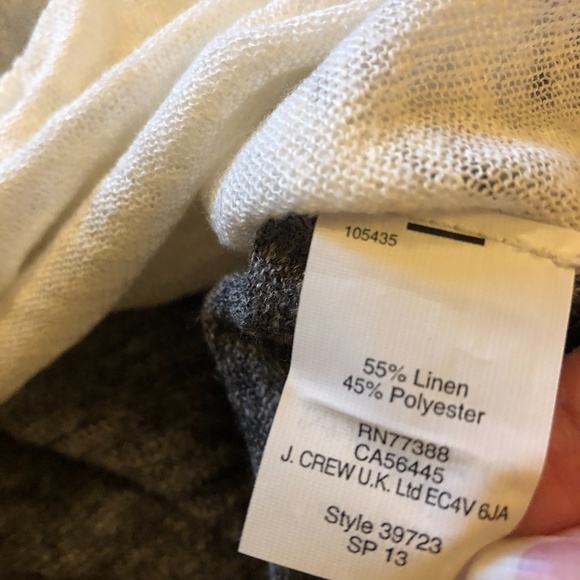 105435
55% Linen
45% Polyester
RN77388
CA56445
J. CREW U.K. Ltd EC4V 6JA
Style 39723
SP 13